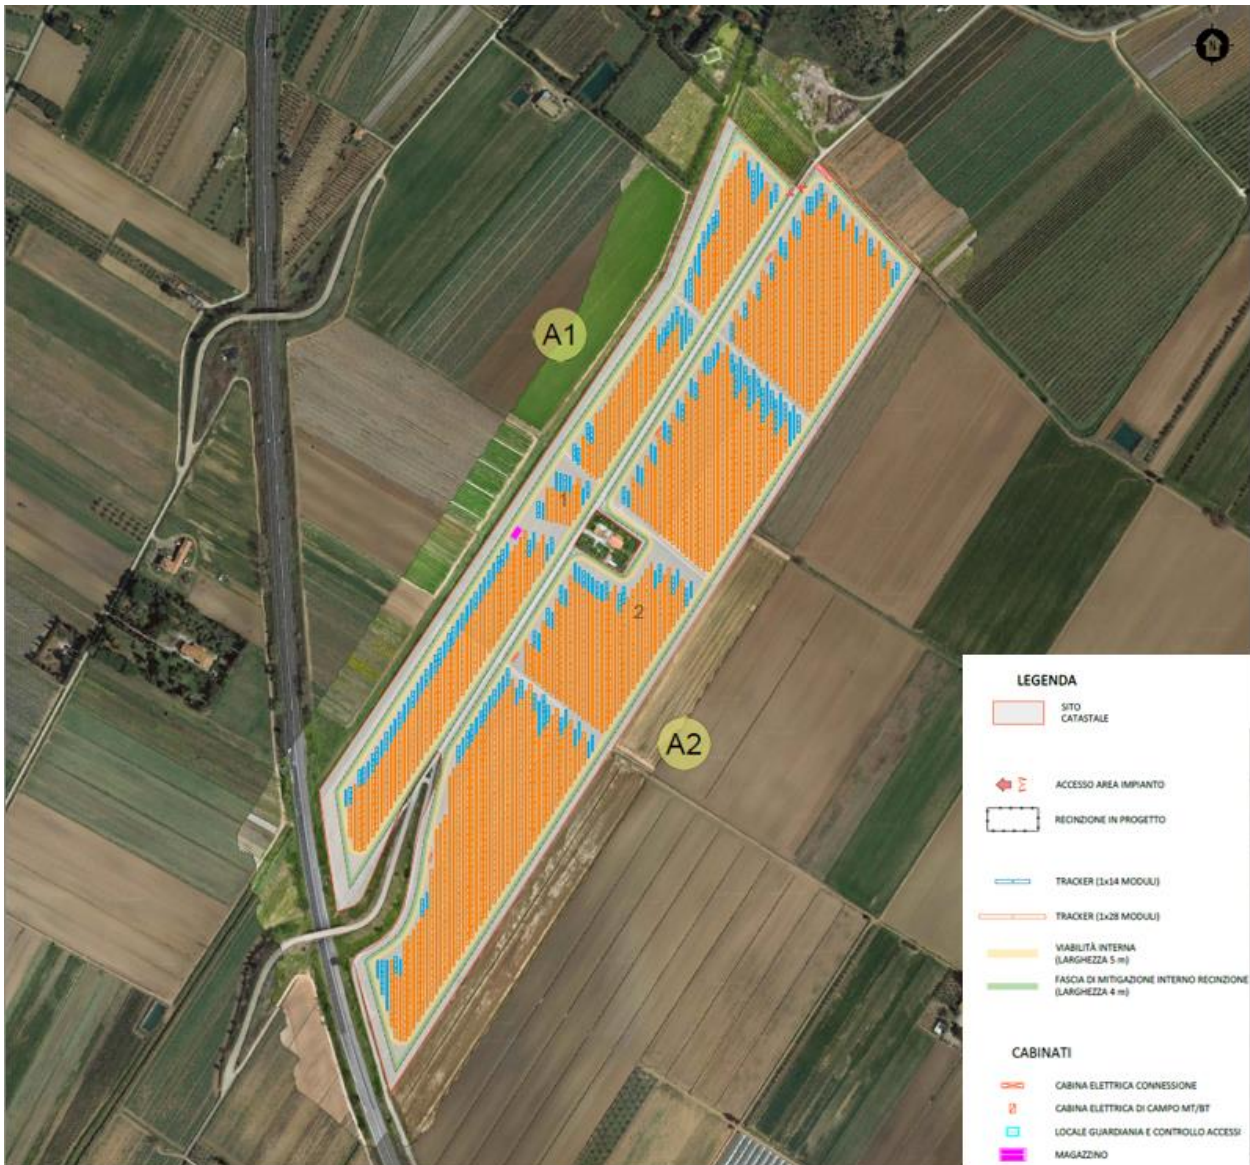 N
A1
1
2
A2
LEGENDA
SITO
CATASTALE
ACCESSO AREA IMPIANTO
RECINZIONE IN PROGETTO
TRACKER (1x14 MODULI)
TRACKER (1x28 MODULI)
VIABILITÀ INTERNA
(LARGHEZZA 5 m)
FASCIA DI MITIGAZIONE INTERNO RECINZIONE
(LARGHEZZA 4 m)
CABINATI
CABINA ELETTRICA CONNESSIONE
CABINA ELETTRICA DI CAMPO MT/BT
LOCALE GUARDIANIA E CONTROLLO ACCESSI
MAGAZZINO